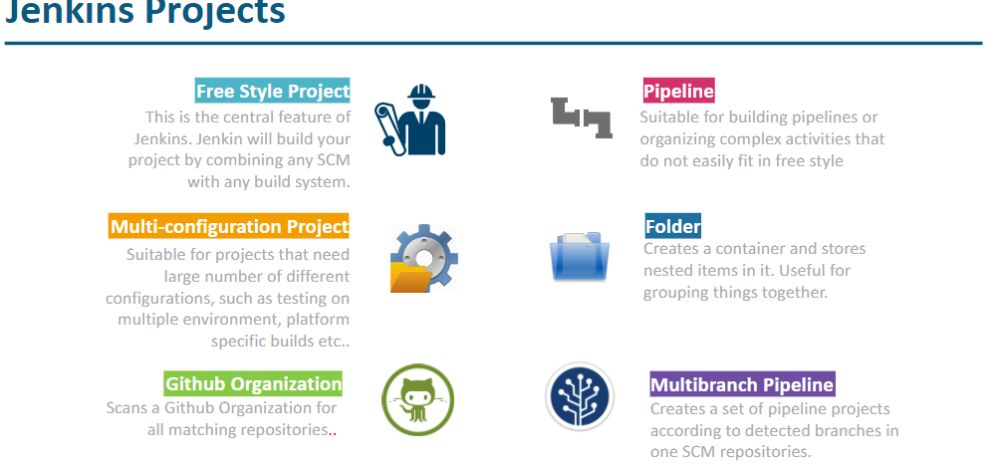 Jenkins Projects
Free Style Project
This is the central feature of
Jenkins. Jenkin will build your
project by combining any SCM
with any build system.
Pipeline
Suitable for building pipelines or
organizing complex activities that
do not easily fit in free style
Multi-configuration Project
Suitable for projects that need
large number of different
configurations, such as testing on
multiple environment, platform
specific builds etc..
Folder
Creates a container and stores
nested items in it. Useful for
grouping things together.
Github Organization
Scans a Github Organization for
all matching repositories..
Multibranch Pipeline
Creates a set of pipeline projects
according to detected branches in
one SCM repositories.